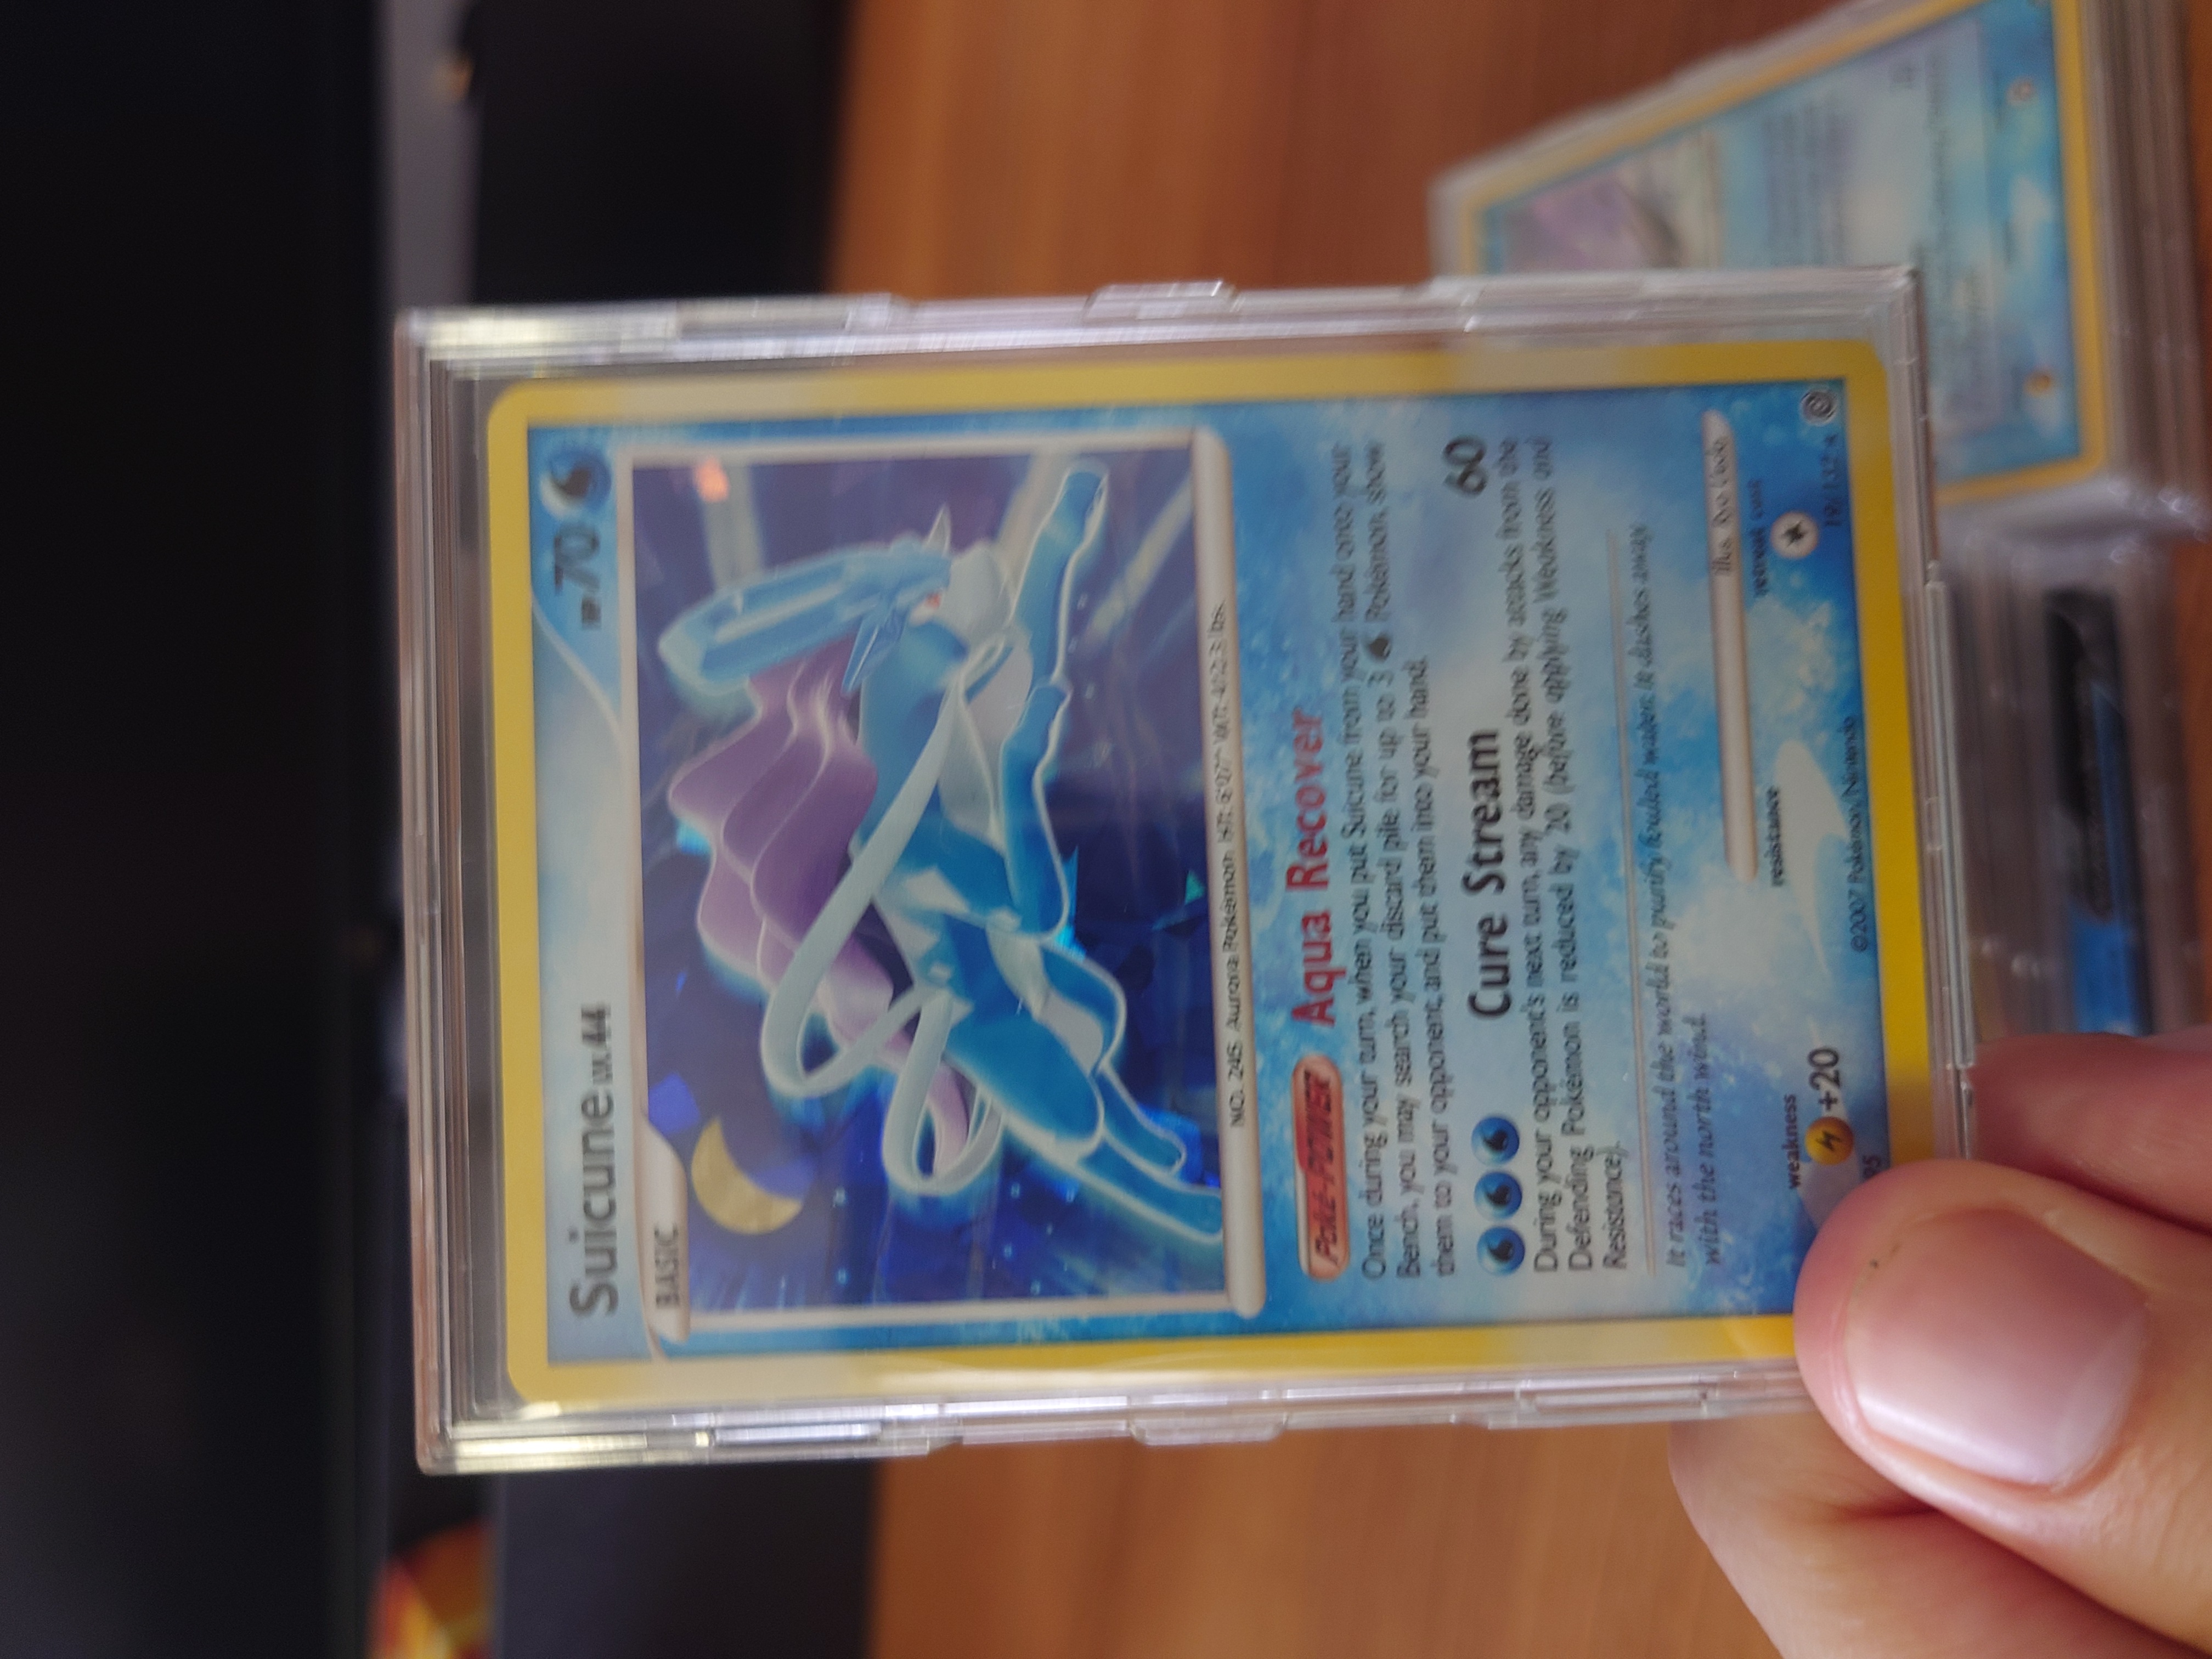 Suicune LV.44
HP 70
BASIC
NO. 245 Aurora Pokémon HT: 6'07" WT: 412.3 lbs.
Poké-POWER Aqua Recover
Once during your turn, when you put Suicune from your hand onto your
Bench, you may search your discard pile for up to 3 Pokémon, show
them to your opponent, and put them into your hand.
Cure Stream 60
During your opponent's next turn, any damage done by attacks from the
Defending Pokémon is reduced by 20 (before applying Weakness and
Resistance).
It races around the world to purify fouled water. It dashes away
with the north wind.
Illus. Ryo Ueda
weakness resistance retreat cost
+20
19/132
95 ©2007 Pokémon/Nintendo